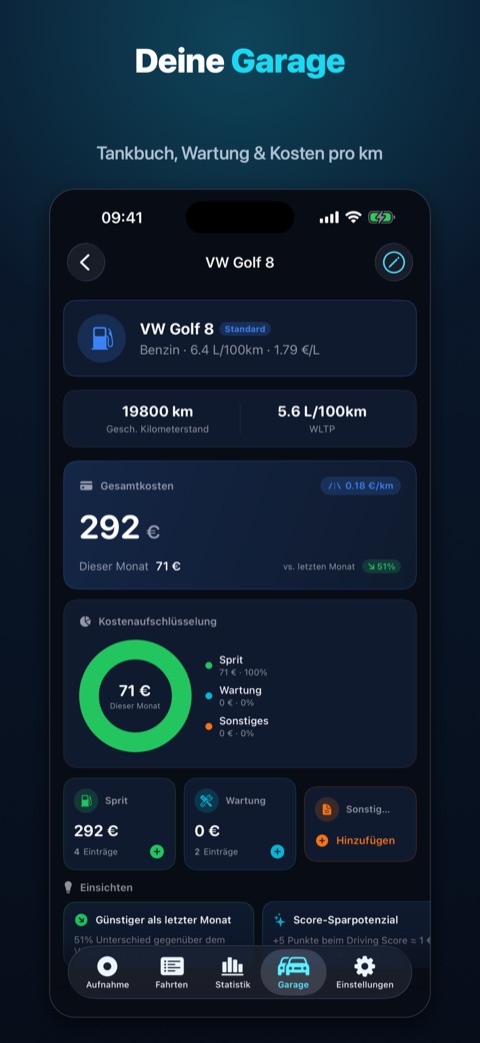 Deine Garage
Tankbuch, Wartung & Kosten pro km
09:41
VW Golf 8
VW Golf 8 Standard
Benzin · 6.4 L/100km · 1.79 €/L
19800 km
Gesch. Kilometerstand
5.6 L/100km
WLTP
Gesamtkosten
0.18 €/km
292 €
Dieser Monat 71 €
vs. letzten Monat 51%
Kostenaufschlüsselung
71 €
Dieser Monat
Sprit
71 € · 100%
Wartung
0 € · 0%
Sonstiges
0 € · 0%
Sprit
292 €
4 Einträge
Wartung
0 €
2 Einträge
Sonstig...
Hinzufügen
Einsichten
Günstiger als letzter Monat
51% Unterschied gegenüber dem
Score-Sparpotenzial
+5 Punkte beim Driving Score = 1 €
Aufnahme
Fahrten
Statistik
Garage
Einstellungen